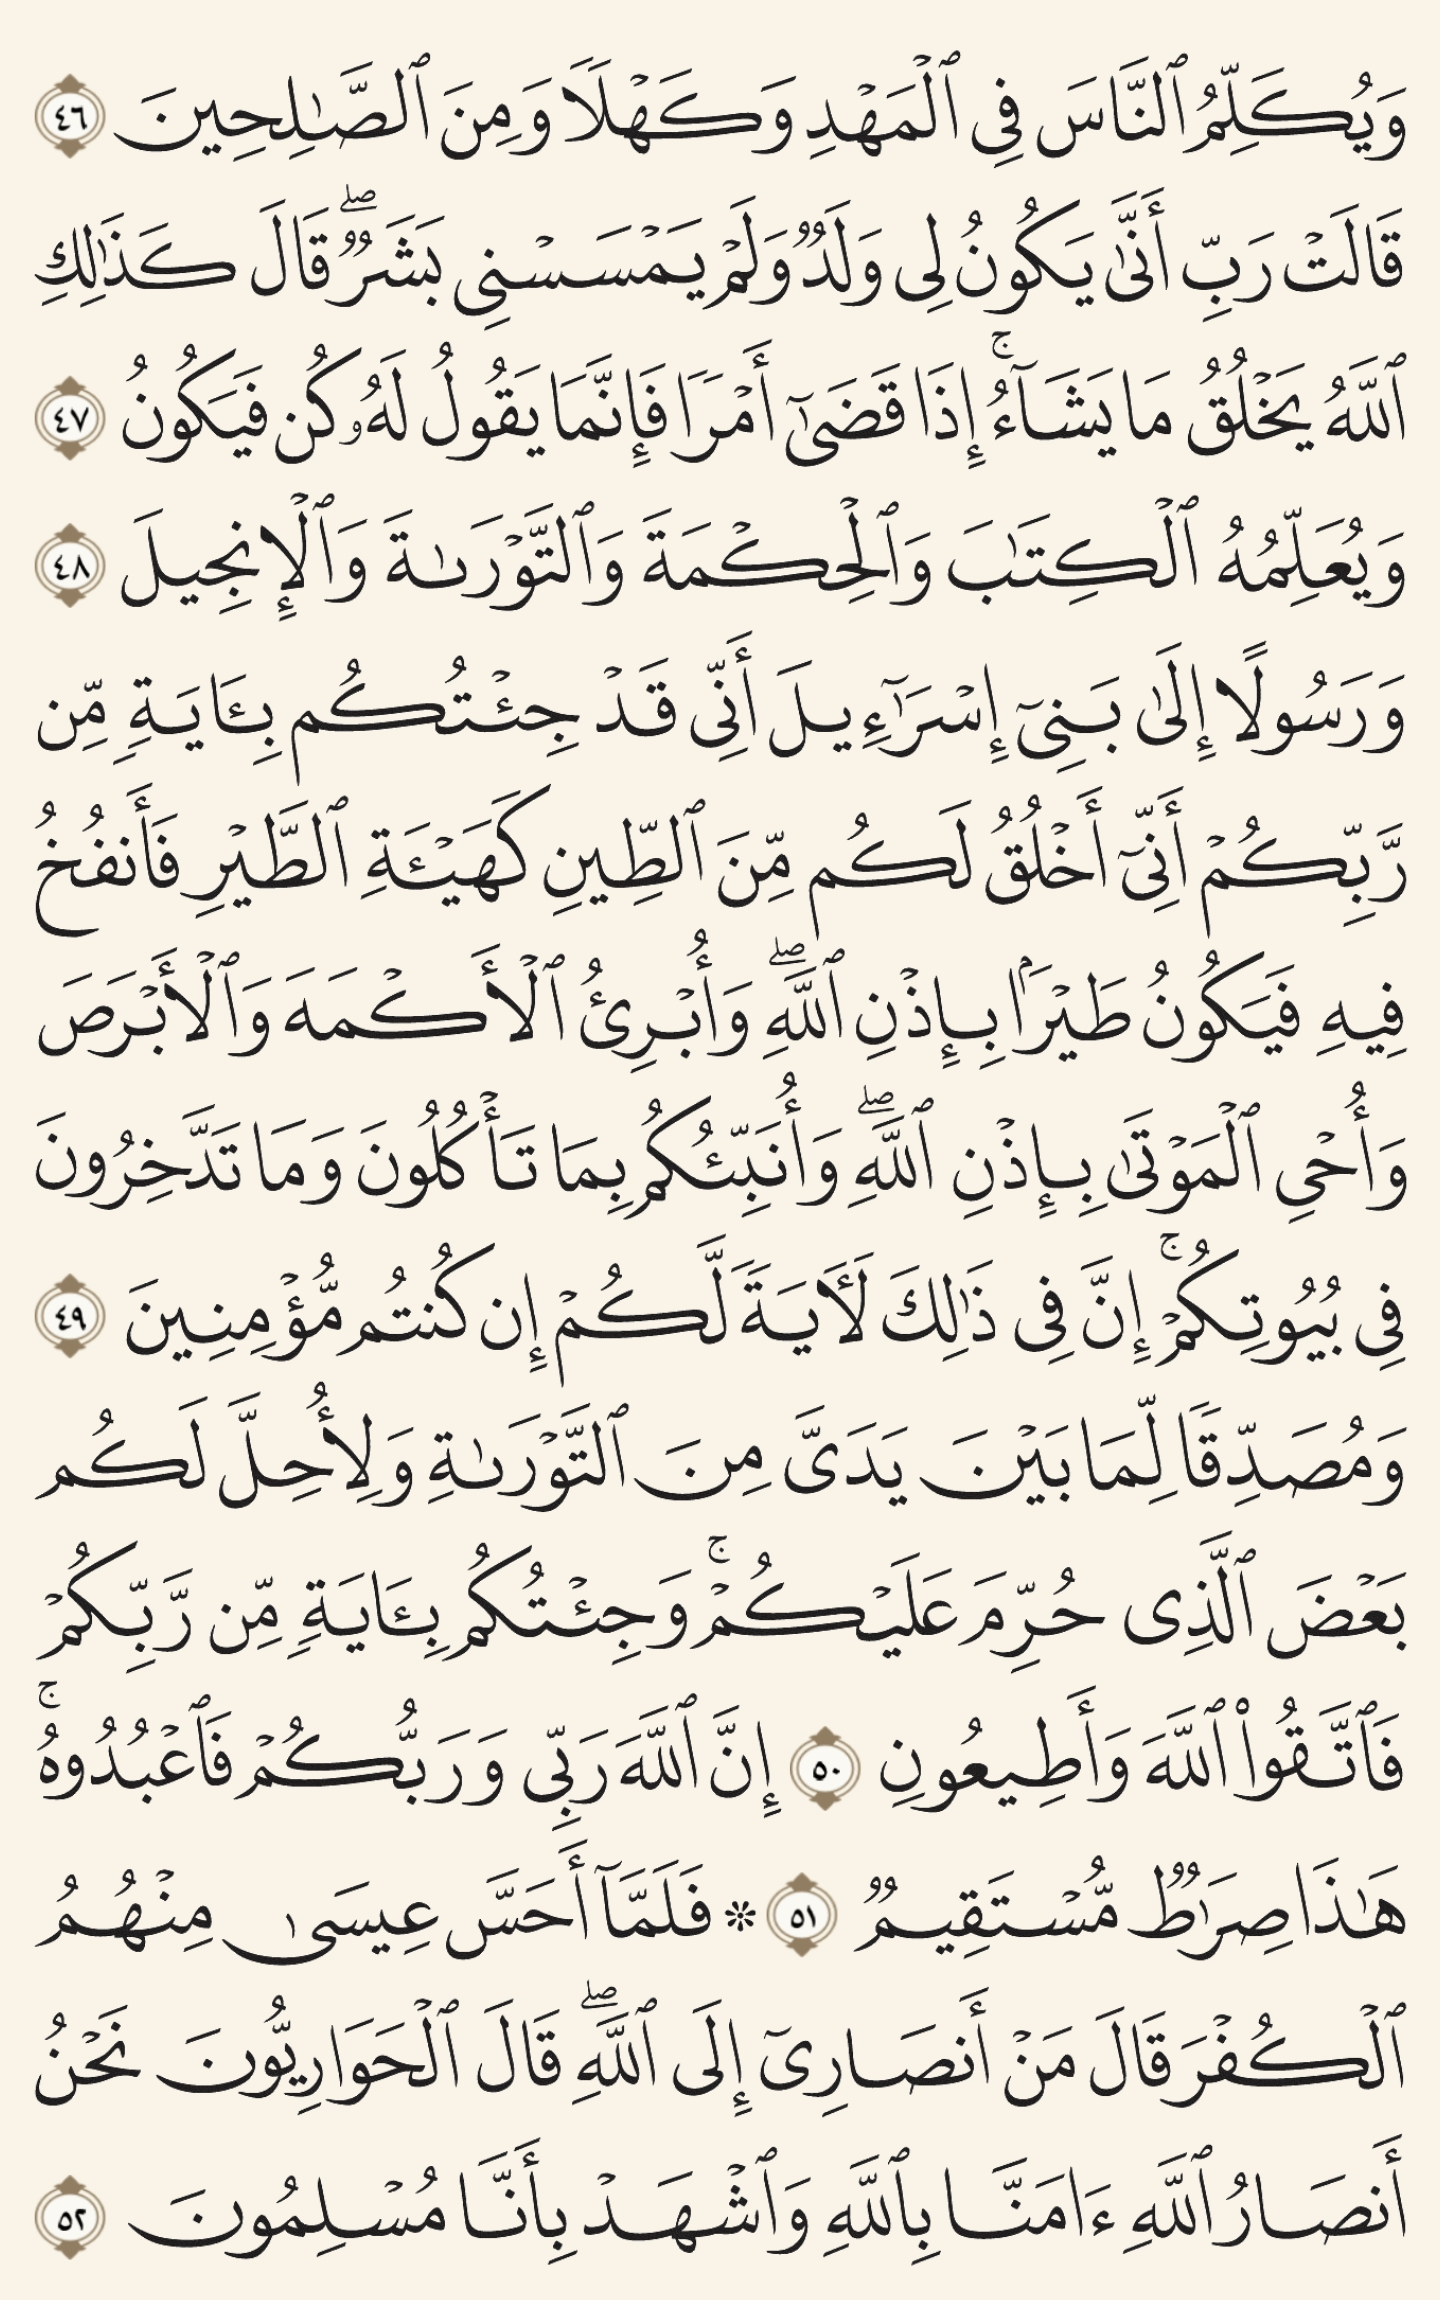 وَيُكَلِّمُ ٱلنَّاسَ فِى ٱلْمَهْدِ وَكَهْلًا وَمِنَ ٱلصَّـٰلِحِينَ ٤٦
قَالَتْ رَبِّ أَنَّىٰ يَكُونُ لِى وَلَدٌ وَلَمْ يَمْسَسْنِى بَشَرٌ ۖ قَالَ كَذَٰلِكِ
ٱللَّهُ يَخْلُقُ مَا يَشَآءُ ۚ إِذَا قَضَىٰٓ أَمْرًا فَإِنَّمَا يَقُولُ لَهُۥ كُن فَيَكُونُ ٤٧
وَيُعَلِّمُهُ ٱلْكِتَـٰبَ وَٱلْحِكْمَةَ وَٱلتَّوْرَىٰةَ وَٱلْإِنجِيلَ ٤٨
وَرَسُولًا إِلَىٰ بَنِىٓ إِسْرَٰٓءِيلَ أَنِّى قَدْ جِئْتُكُم بِـَٔايَةٍ مِّن
رَّبِّكُمْ أَنِّىٓ أَخْلُقُ لَكُم مِّنَ ٱلطِّينِ كَهَيْـَٔةِ ٱلطَّيْرِ فَأَنفُخُ
فِيهِ فَيَكُونُ طَيْرًۢا بِإِذْنِ ٱللَّهِ ۖ وَأُبْرِئُ ٱلْأَكْمَهَ وَٱلْأَبْرَصَ
وَأُحْىِ ٱلْمَوْتَىٰ بِإِذْنِ ٱللَّهِ ۖ وَأُنَبِّئُكُم بِمَا تَأْكُلُونَ وَمَا تَدَّخِرُونَ
فِى بُيُوتِكُمْ ۚ إِنَّ فِى ذَٰلِكَ لَـَٔايَةً لَّكُمْ إِن كُنتُم مُّؤْمِنِينَ ٤٩
وَمُصَدِّقًا لِّمَا بَيْنَ يَدَىَّ مِنَ ٱلتَّوْرَىٰةِ وَلِأُحِلَّ لَكُم
بَعْضَ ٱلَّذِى حُرِّمَ عَلَيْكُمْ ۚ وَجِئْتُكُم بِـَٔايَةٍ مِّن رَّبِّكُمْ
فَٱتَّقُوا۟ ٱللَّهَ وَأَطِيعُونِ ٥٠ إِنَّ ٱللَّهَ رَبِّى وَرَبُّكُمْ فَٱعْبُدُوهُ ۚ
هَـٰذَا صِرَٰطٌ مُّسْتَقِيمٌ ٥١ ۞ فَلَمَّآ أَحَسَّ عِيسَىٰ مِنْهُمُ
ٱلْكُفْرَ قَالَ مَنْ أَنصَارِىٓ إِلَى ٱللَّهِ ۖ قَالَ ٱلْحَوَارِيُّونَ نَحْنُ
أَنصَارُ ٱللَّهِ ءَامَنَّا بِٱللَّهِ وَٱشْهَدْ بِأَنَّا مُسْلِمُونَ ٥٢